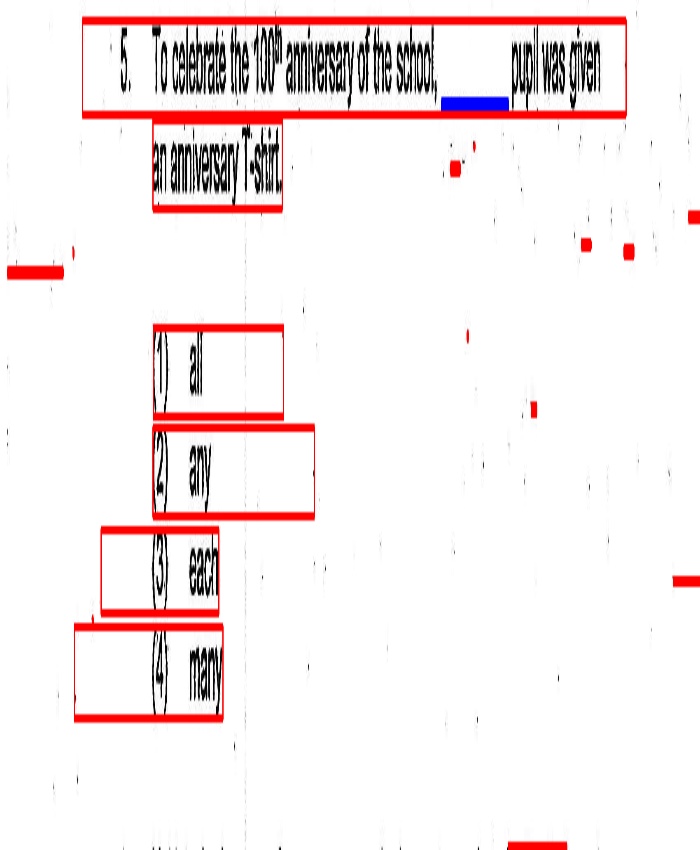 5. To celebrate the 100th anniversary of the school, ______ pupil was given
an anniversary T-shirt.
(1) all
(2) any
(3) each
(4) many